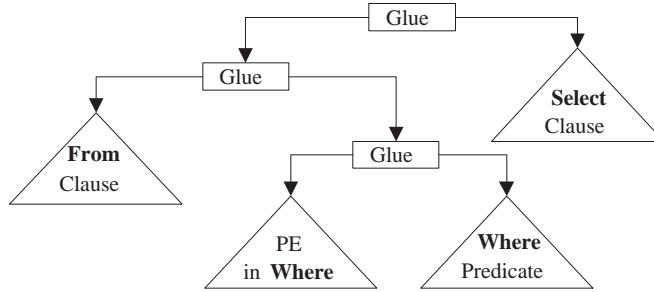 Glue
Glue
Select
Clause
From
Clause
Glue
PE
in Where
Where
Predicate